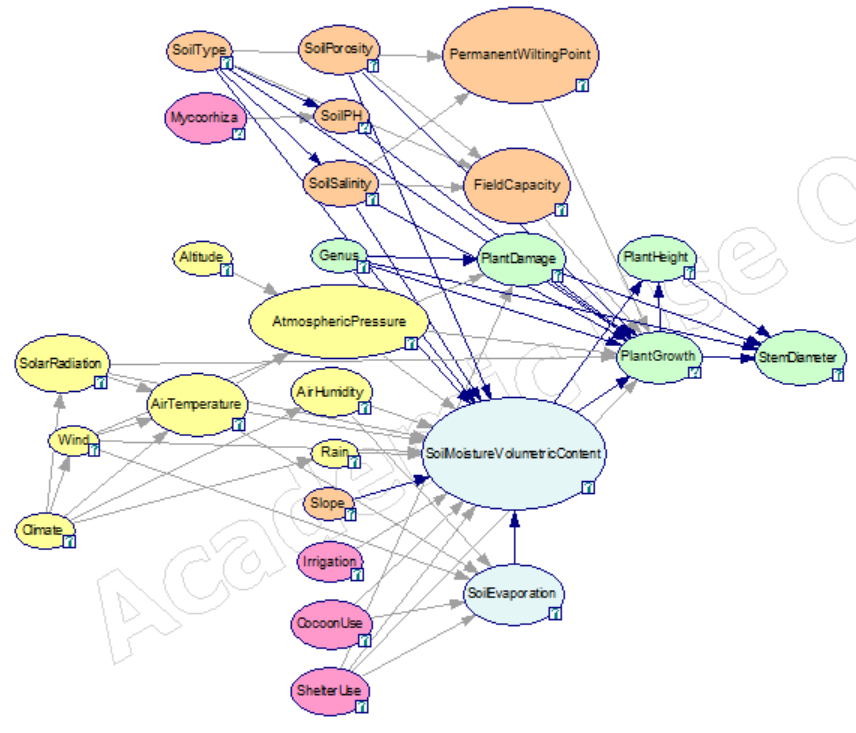 SoilType
SoilPorosity
PermanentWiltingPoint
Mycorrhiza
SoilPH
SoilSalinity
FieldCapacity
Altitude
Genus
PlantDamage
PlantHeight
AtmosphericPressure
SolarRadiation
PlantGrowth
StemDiameter
AirTemperature
AirHumidity
Wind
Rain
SoilMoistureVolumetricContent
Slope
Climate
Irrigation
SoilEvaporation
CocoonUse
ShelterUse